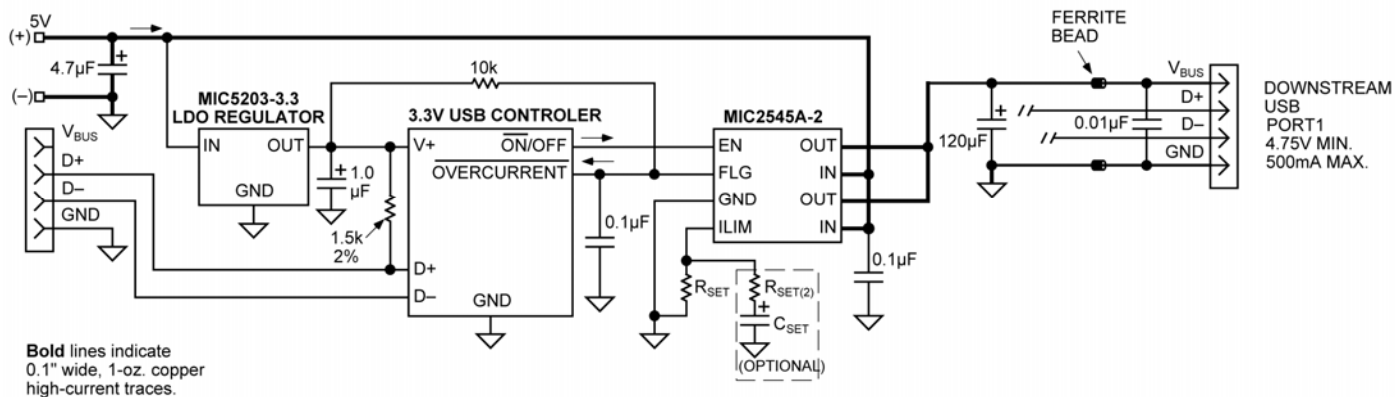 5V
(+)
4.7µF
+
(–)
VBUS
D+
D–
GND
MIC5203-3.3
LDO REGULATOR
IN
OUT
GND
+
1.0
µF
10k
1.5k
2%
3.3V USB CONTROLER
V+
ON/OFF
OVERCURRENT
D+
D–
GND
0.1µF
MIC2545A-2
EN
FLG
GND
ILIM
OUT
IN
OUT
IN
RSET
RSET(2)
+
CSET
(OPTIONAL)
0.1µF
FERRITE
BEAD
+
120µF
0.01µF
VBUS
D+
D–
GND
DOWNSTREAM
USB
PORT1
4.75V MIN.
500mA MAX.
Bold lines indicate
0.1" wide, 1-oz. copper
high-current traces.